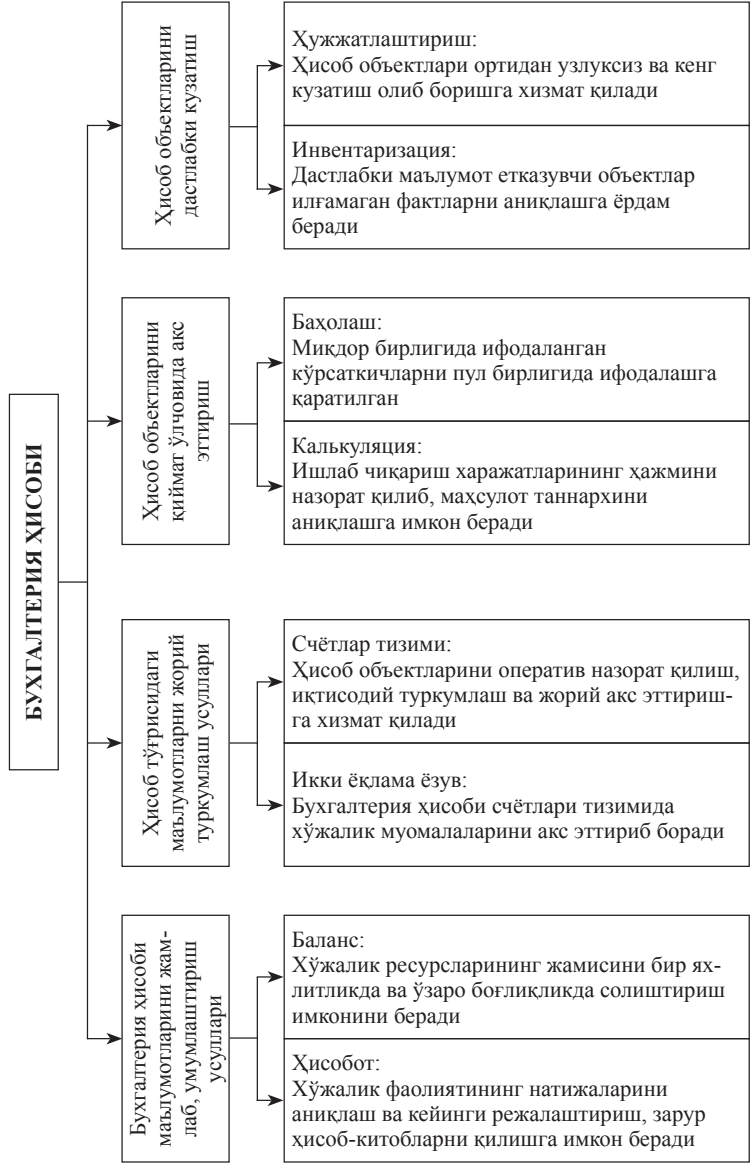 БУХГАЛТЕРИЯ ҲИСОБИ
Ҳисоб объектларини
дастлабки кузатиш
Ҳужжатлаштириш:
Ҳисоб объектлари ортидан узлуксиз ва кенг
кузатиш олиб боришга хизмат қилади
Инвентаризация:
Дастлабки маълумот етказувчи объектлар
илғамаган фактларни аниқлашга ёрдам
беради
Ҳисоб объектларини
қиймат ўлчовида акс
эттириш
Баҳолаш:
Миқдор бирлигида ифодаланган
кўрсаткичларни пул бирлигида ифодалашга
қаратилган
Калькуляция:
Ишлаб чиқариш харажатларининг ҳажмини
назорат қилиб, маҳсулот таннархини
аниқлашга имкон беради
Ҳисоб тўғрисидаги
маълумотларни жорий
туркумлаш усуллари
Счётлар тизими:
Ҳисоб объектларини оператив назорат қилиш,
иқтисодий туркумлаш ва жорий акс эттириш-
га хизмат қилади
Икки ёқлама ёзув:
Бухгалтерия ҳисоби счётлари тизимида
хўжалик муомалаларини акс эттириб боради
Бухгалтерия ҳисоби
маълумотларини жам-
лаб, умумлаштириш
усуллари
Баланс:
Хўжалик ресурсларининг жамисини бир ях-
литликда ва ўзаро боғлиқликда солиштириш
имконини беради
Ҳисобот:
Хўжалик фаолиятининг натижаларини
аниқлаш ва кейинги режалаштириш, зарур
ҳисоб-китобларни қилишга имкон беради